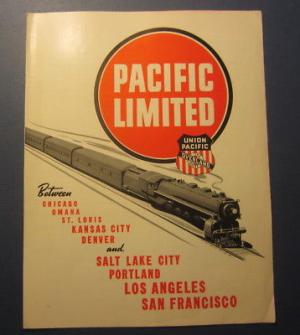 PACIFIC
LIMITED
UNION
PACIFIC
OVERLAND
Between
CHICAGO
OMAHA
ST. LOUIS
KANSAS CITY
DENVER
and
SALT LAKE CITY
PORTLAND
LOS ANGELES
SAN FRANCISCO